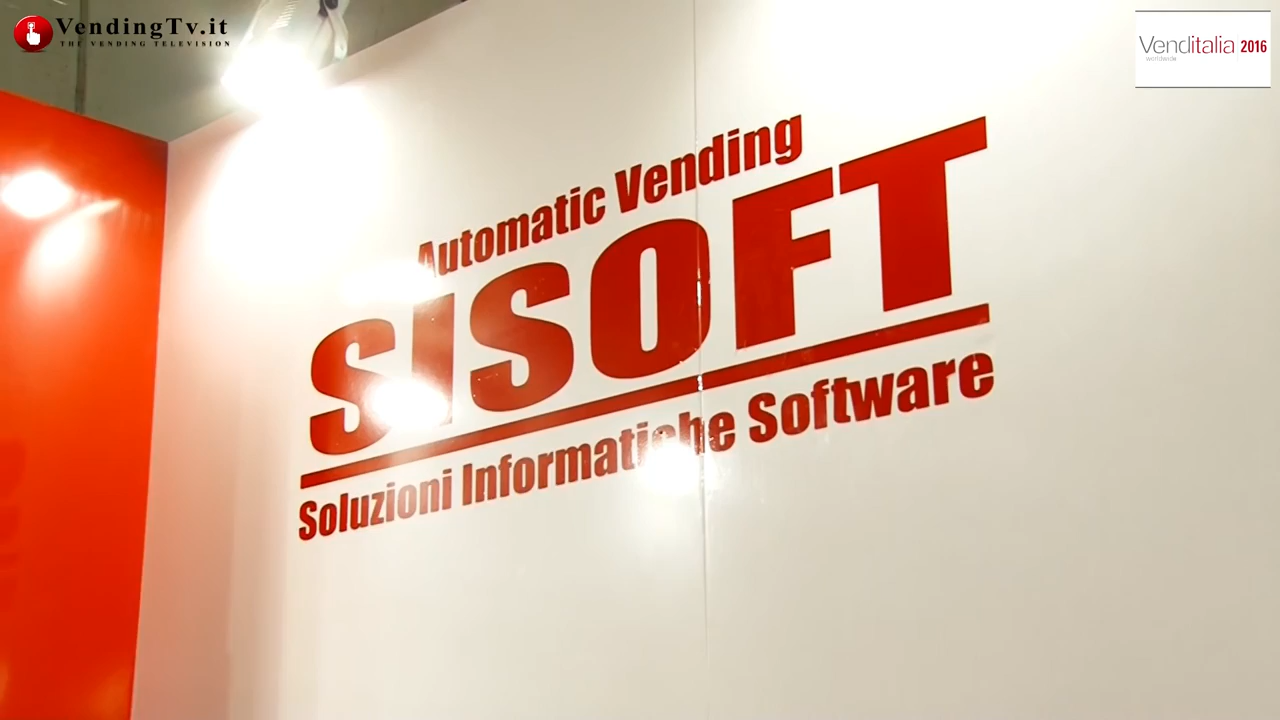 VendingTv.it
THE VENDING TELEVISION
Venditalia 2016
worldwide
Automatic Vending
SISOFT
Soluzioni Informatiche Software